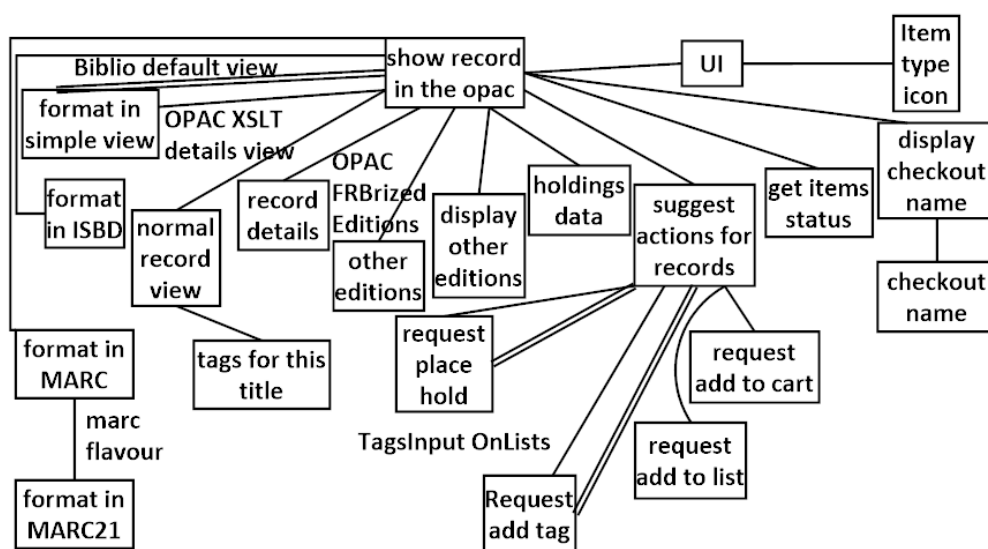 show record
in the opac
UI
Item
type
icon
Biblio default view
format in
simple view
OPAC XSLT
details view
format
in ISBD
normal
record
view
record
details
OPAC
FRBrized
Editions
other
editions
display
other
editions
holdings
data
suggest
actions for
records
get items
status
display
checkout
name
checkout
name
format in
MARC
marc
flavour
format in
MARC21
tags for this
title
request
place
hold
request
add to cart
TagsInput OnLists
request
add to list
Request
add tag